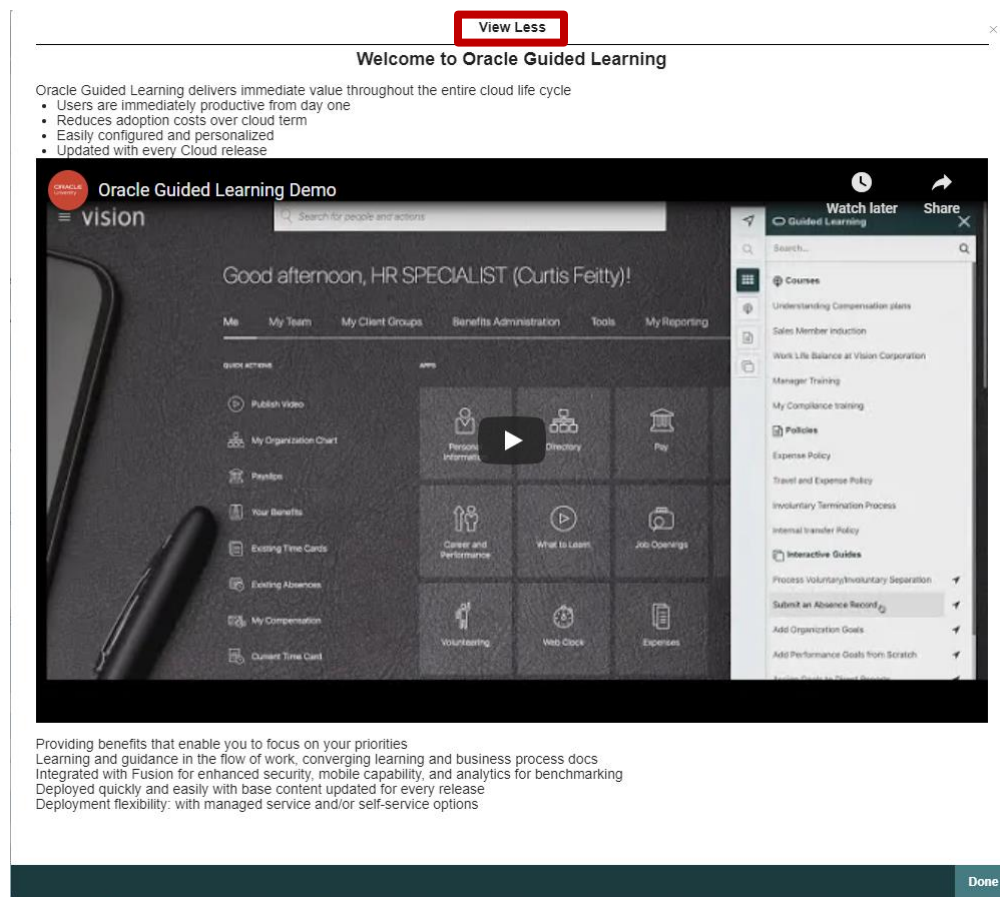 View Less
×
Welcome to Oracle Guided Learning
Oracle Guided Learning delivers immediate value throughout the entire cloud life cycle
• Users are immediately productive from day one
• Reduces adoption costs over cloud term
• Easily configured and personalized
• Updated with every Cloud release
ORACLE
University
Oracle Guided Learning Demo
Watch later
Share
vision
Search for people and actions
Guided Learning
Search...
Good afternoon, HR SPECIALIST (Curtis Feitty)!
Me My Team My Client Groups Benefits Administration Tools My Reporting
QUICK ACTIONS
APPS
Publish Video
My Organization Chart
Payslips
Your Benefits
Existing Time Cards
Existing Absences
My Compensation
Current Time Card
Directory
Pay
Career and
Performance
What to Learn
Job Openings
Volunteering
Web Clock
Expenses
Courses
Understanding Compensation plans
Sales Member induction
Work Life Balance at Vision Corporation
Manager Training
My Compliance training
Policies
Expense Policy
Travel and Expense Policy
Involuntary Termination Process
Internal transfer Policy
Interactive Guides
Process Voluntary/Involuntary Separation
Submit an Absence Record
Add Organization Goals
Add Performance Goals from Scratch
Providing benefits that enable you to focus on your priorities
Learning and guidance in the flow of work, converging learning and business process docs
Integrated with Fusion for enhanced security, mobile capability, and analytics for benchmarking
Deployed quickly and easily with base content updated for every release
Deployment flexibility: with managed service and/or self-service options
Done